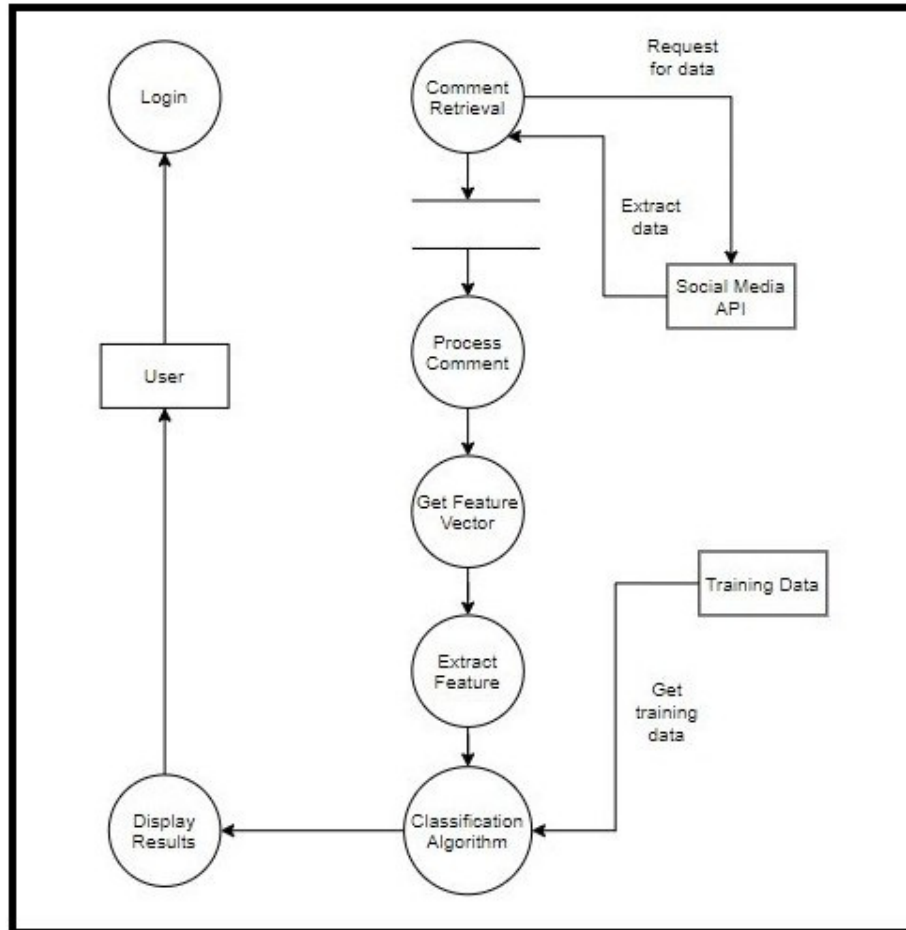 Login
Comment
Retrieval
Request
for data
Extract
data
Social Media
API
Process
Comment
User
Get Feature
Vector
Training Data
Extract
Feature
Get
training
data
Display
Results
Classification
Algorithm